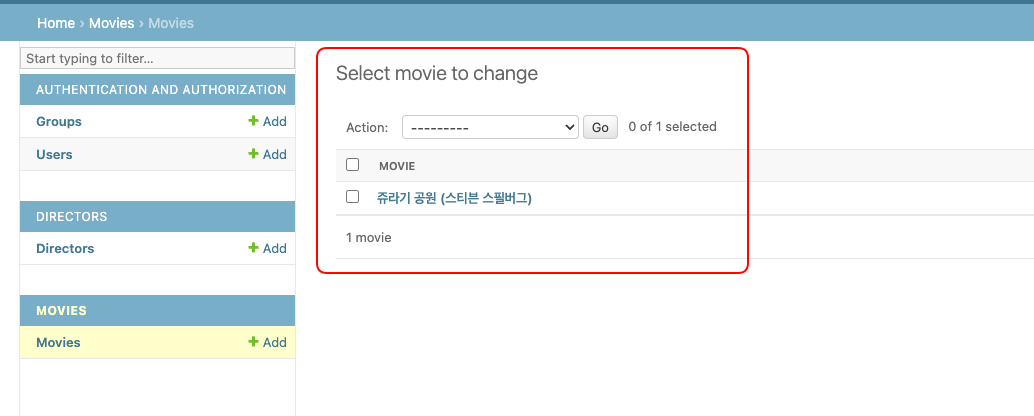 Home › Movies › Movies
Start typing to filter...
AUTHENTICATION AND AUTHORIZATION
Groups + Add
Users + Add
DIRECTORS
Directors + Add
MOVIES
Movies + Add
Select movie to change
Action: --------- Go 0 of 1 selected
MOVIE
쥬라기 공원 (스티븐 스필버그)
1 movie